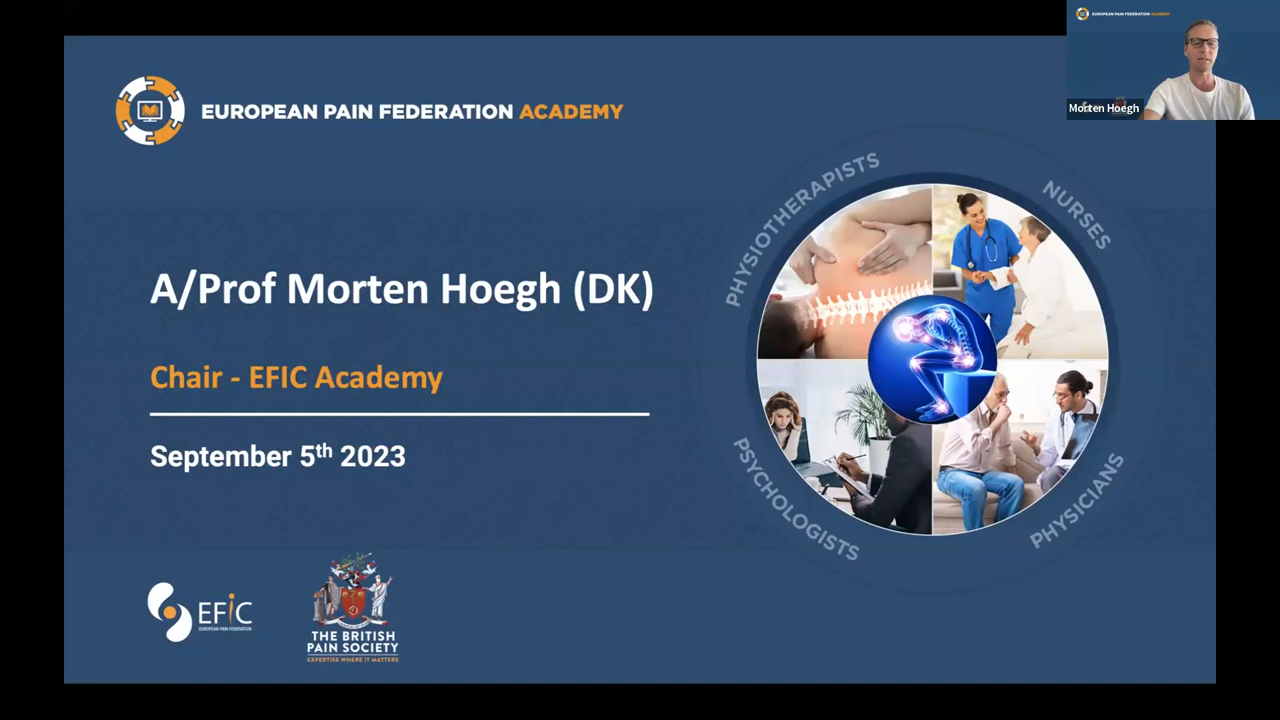 EUROPEAN PAIN FEDERATION ACADEMY
EUROPEAN PAIN FEDERATION ACADEMY
Morten Hoegh
A/Prof Morten Hoegh (DK)
Chair - EFIC Academy
September 5th 2023
PHYSIOTHERAPISTS
NURSES
PSYCHOLOGISTS
PHYSICIANS
EFiC
EUROPEAN PAIN FEDERATION
THE BRITISH
PAIN SOCIETY
EXPERTISE WHERE IT MATTERS